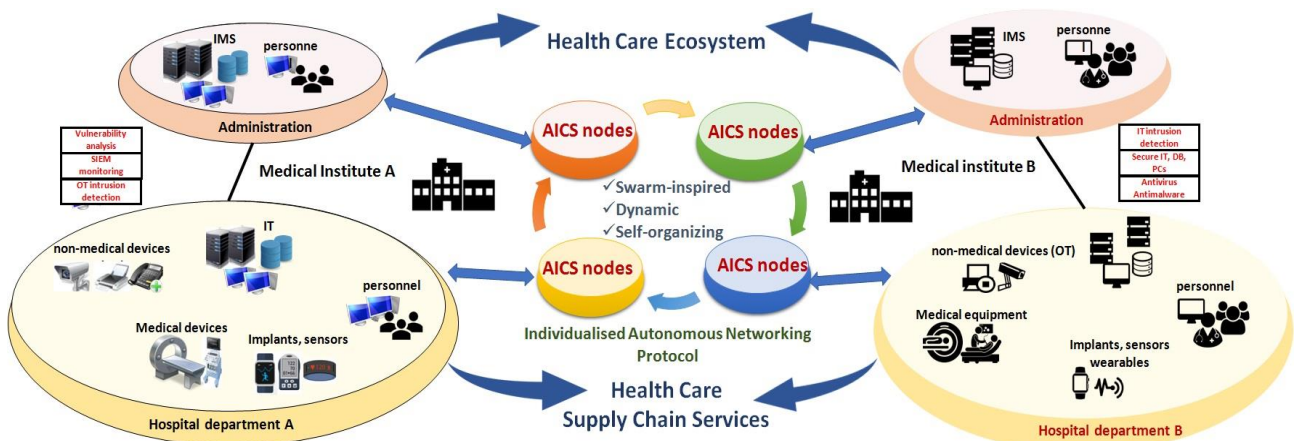 IMS
personne
Administration
Vulnerability
analysis
SIEM
monitoring
OT intrusion
detection
Medical Institute A
non-medical devices
IT
personnel
Medical devices
Implants, sensors
Hospital department A
Health Care Ecosystem
AICS nodes
AICS nodes
✓Swarm-inspired
✓Dynamic
✓Self-organizing
AICS nodes
AICS nodes
Individualised Autonomous Networking
Protocol
Health Care
Supply Chain Services
IMS
personne
Administration
IT intrusion
detection
Secure IT, DB,
PCs
Antivirus
Antimalware
Medical institute B
non-medical devices (OT)
personnel
Medical equipment
Implants, sensors
wearables
Hospital department B